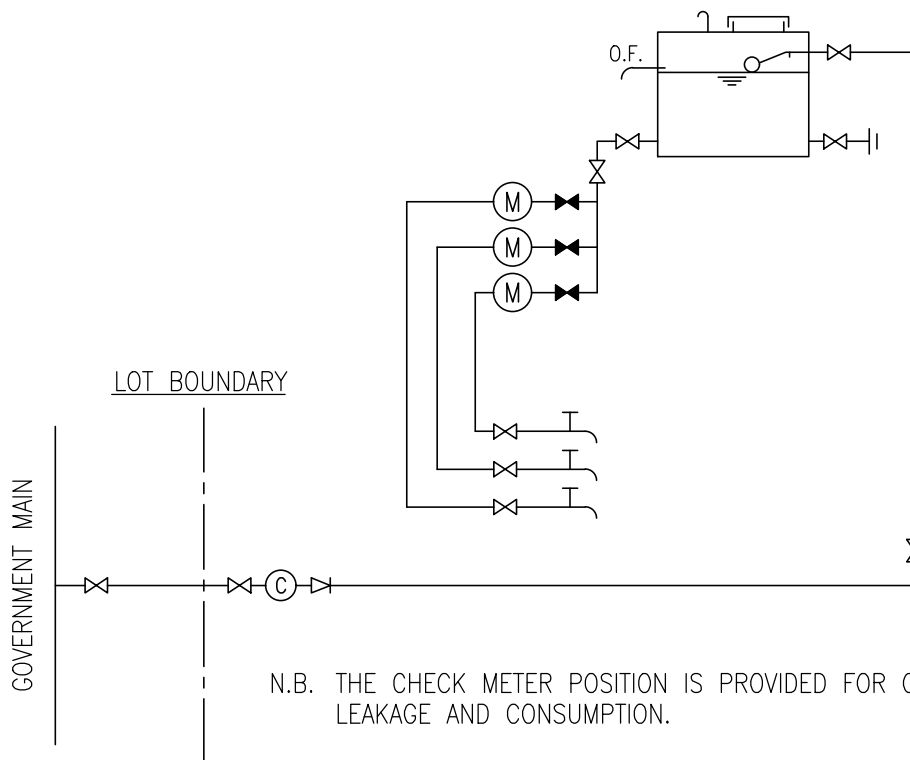 O.F.
M
M
M
LOT BOUNDARY
GOVERNMENT MAIN
C
N.B. THE CHECK METER POSITION IS PROVIDED FOR
LEAKAGE AND CONSUMPTION.